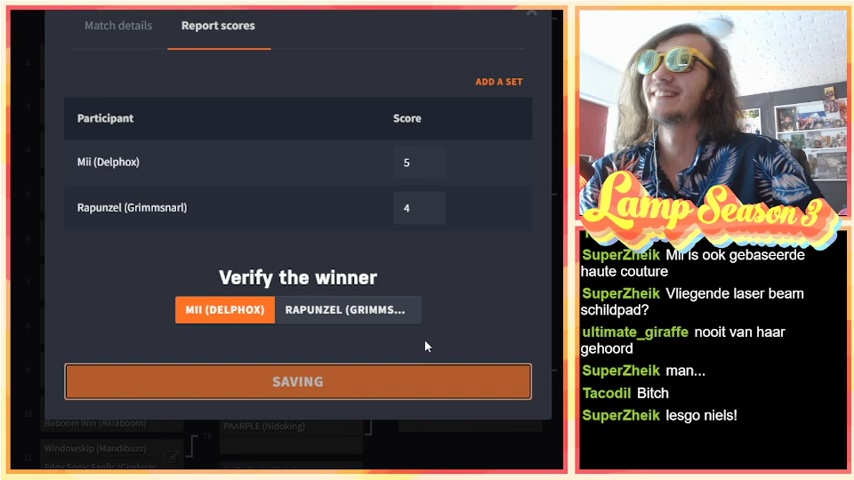 Match details
Report scores
ADD A SET
Participant Score
Mii (Delphox) 5
Rapunzel (Grimmsnarl) 4
Verify the winner
MII (DELPHOX) RAPUNZEL (GRIMMS...
SAVING
Baboom Win (Rillaboom)
PAARPLE (Nidoking)
Windowskip (Mandibuzz)
Lamp Season 3
SuperZheik Mii is ook gebaseerde
haute couture
SuperZheik Vliegende laser beam
schildpad?
ultimate_giraffe nooit van haar
gehoord
SuperZheik man...
Tacodil Bitch
SuperZheik lesgo niels!